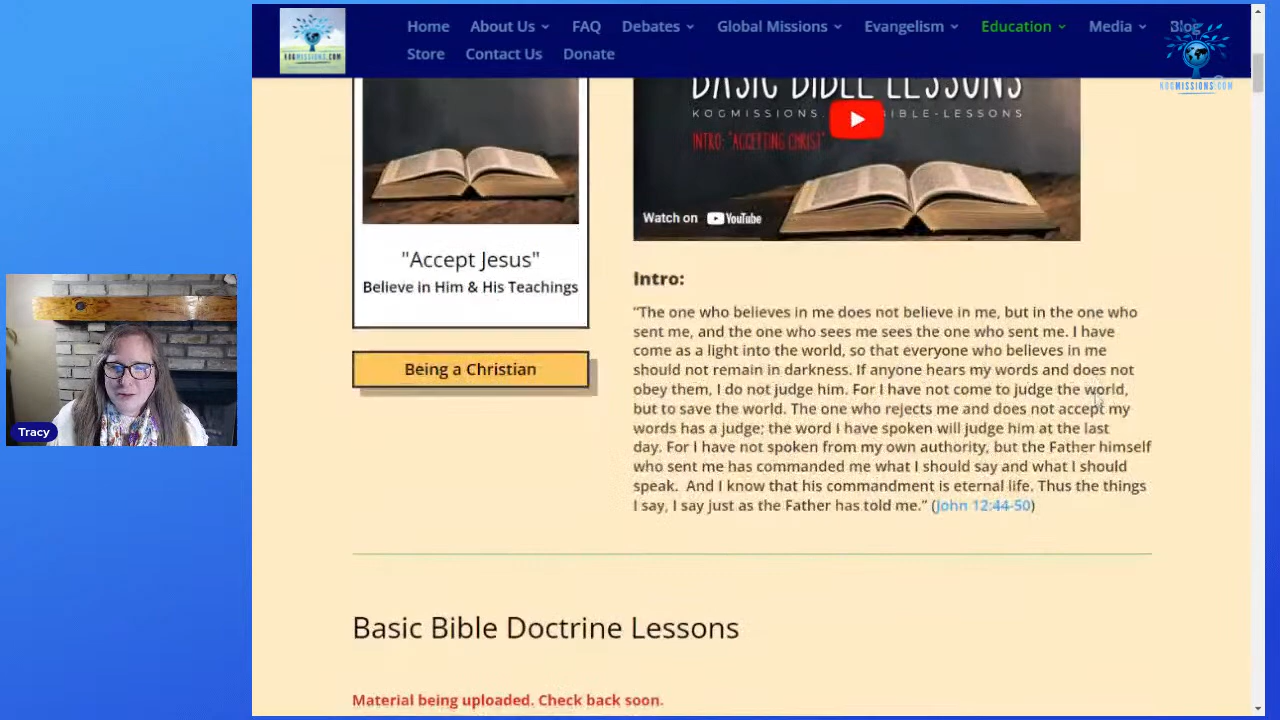 Home About Us FAQ Debates Global Missions Evangelism Education Media Blog
Store Contact Us Donate
KOGMISSIONS.COM
KOGMISSIONS.COM
BASIC BIBLE LESSONS
INTRO: "ACCEPTING CHRIST"
Watch on YouTube
"Accept Jesus"
Believe in Him & His Teachings
Being a Christian
Intro:
“The one who believes in me does not believe in me, but in the one who
sent me, and the one who sees me sees the one who sent me. I have
come as a light into the world, so that everyone who believes in me
should not remain in darkness. If anyone hears my words and does not
obey them, I do not judge him. For I have not come to judge the world,
but to save the world. The one who rejects me and does not accept my
words has a judge; the word I have spoken will judge him at the last
day. For I have not spoken from my own authority, but the Father himself
who sent me has commanded me what I should say and what I should
speak. And I know that his commandment is eternal life. Thus the things
I say, I say just as the Father has told me.” (John 12:44-50)
Tracy
Basic Bible Doctrine Lessons
Material being uploaded. Check back soon.